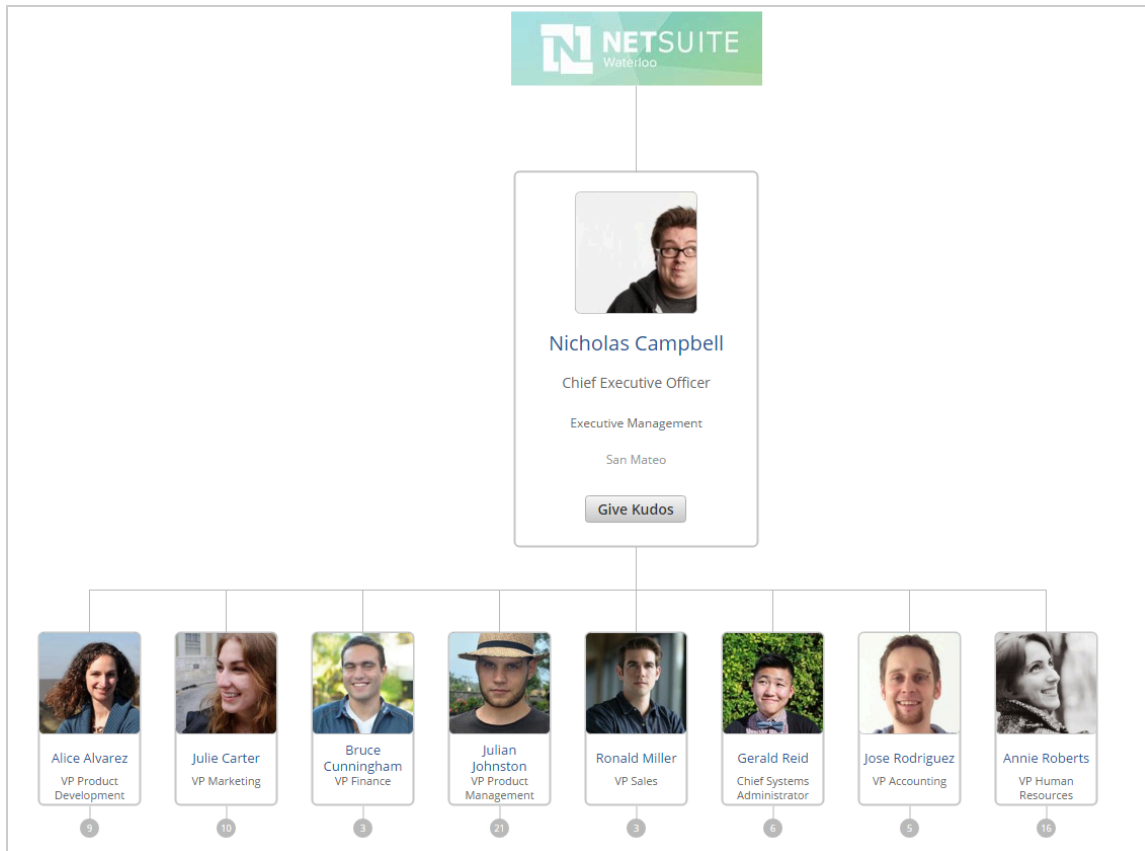 NETSUITE
Waterloo
Nicholas Campbell
Chief Executive Officer
Executive Management
San Mateo
Give Kudos
Alice Alvarez
VP Product
Development
9
Julie Carter
VP Marketing
10
Bruce
Cunningham
VP Finance
3
Julian
Johnston
VP Product
Management
21
Ronald Miller
VP Sales
3
Gerald Reid
Chief Systems
Administrator
6
Jose Rodriguez
VP Accounting
5
Annie Roberts
VP Human
Resources
16